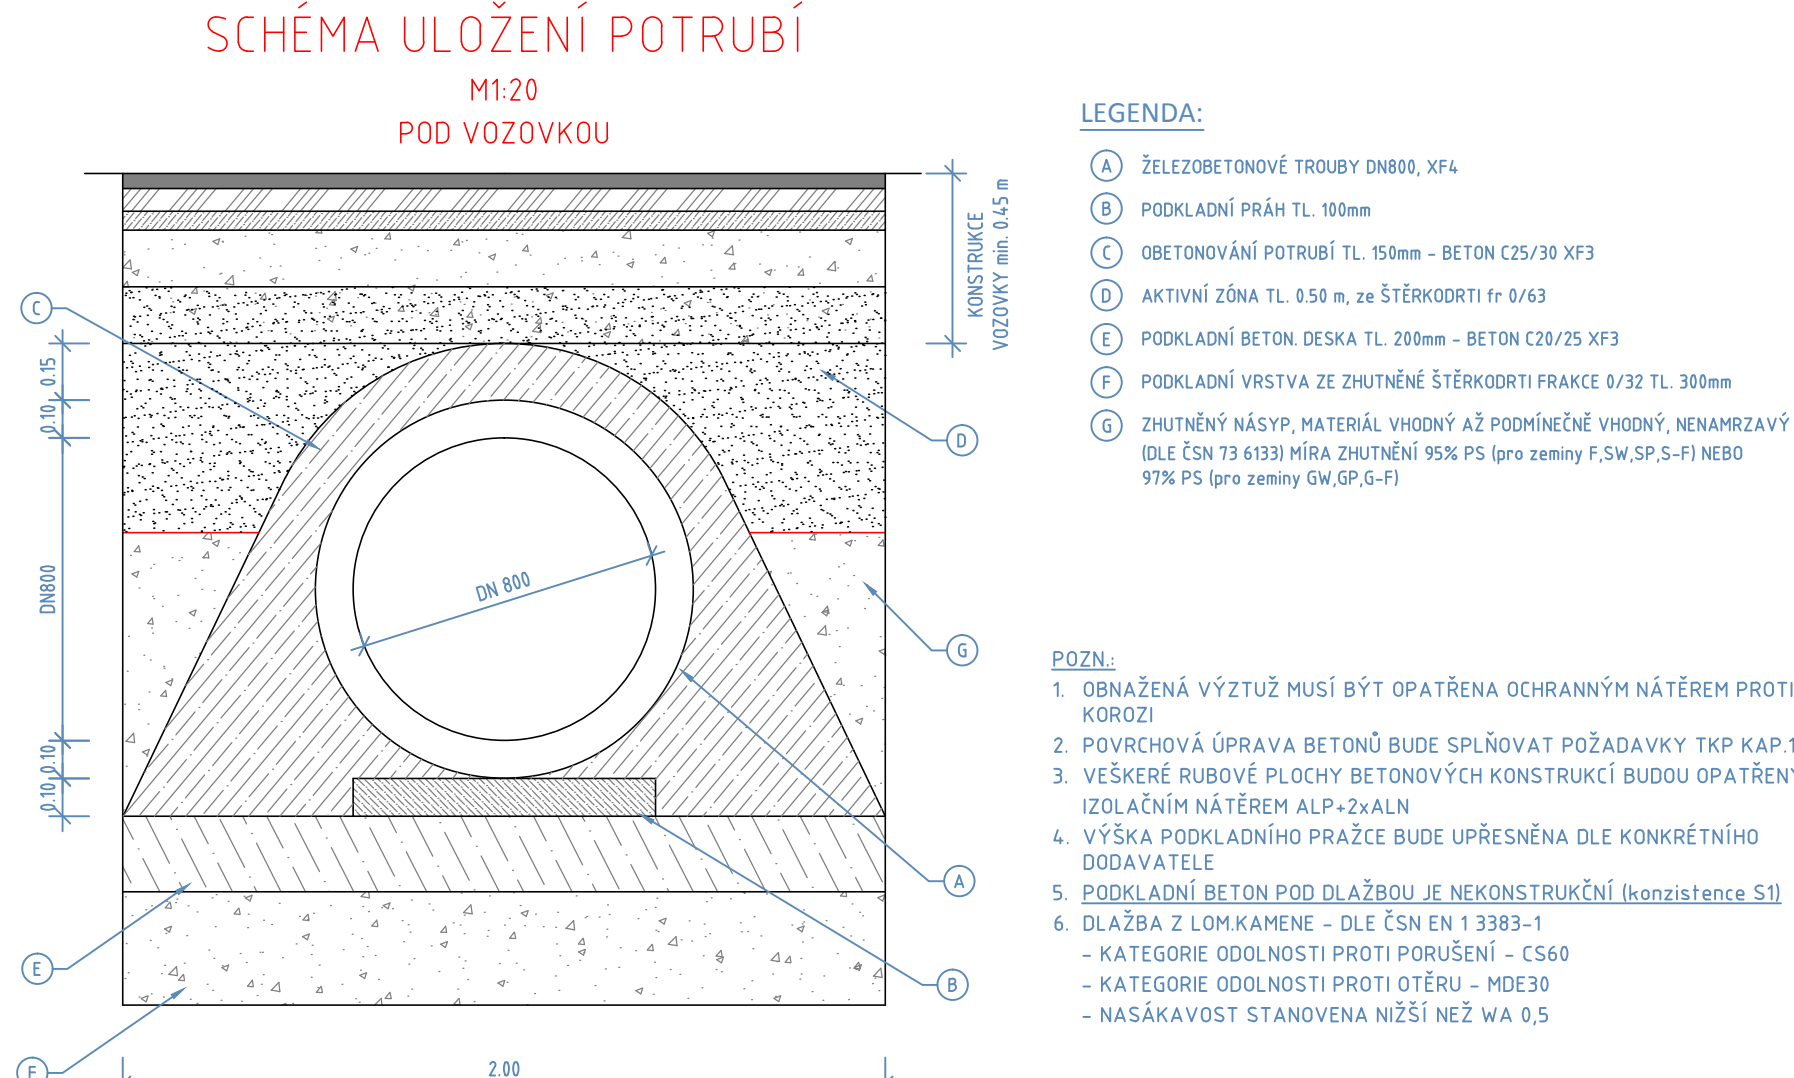 SCHÉMA ULOŽENÍ POTRUBÍ
M1:20
POD VOZOVKOU
KONSTRUKCE
VOZOVKY min. 0.45 m
C
0.15
0.10
DN800
0.10
0.10
DN 800
D
G
A
B
E
F
2.00
LEGENDA:
A ŽELEZOBETONOVÉ TROUBY DN800, XF4
B PODKLADNÍ PRÁH TL. 100mm
C OBETONOVÁNÍ POTRUBÍ TL. 150mm - BETON C25/30 XF3
D AKTIVNÍ ZÓNA TL. 0.50 m, ze ŠTĚRKODRTI fr 0/63
E PODKLADNÍ BETON. DESKA TL. 200mm - BETON C20/25 XF3
F PODKLADNÍ VRSTVA ZE ZHUTNĚNÉ ŠTĚRKODRTI FRAKCE 0/32 TL. 300mm
G ZHUTNĚNÝ NÁSYP, MATERIÁL VHODNÝ AŽ PODMÍNEČNĚ VHODNÝ, NENAMRZAVÝ
(DLE ČSN 73 6133) MÍRA ZHUTNĚNÍ 95% PS (pro zeminy F,SW,SP,S-F) NEBO
97% PS (pro zeminy GW,GP,G-F)
POZN.:
1. OBNAŽENÁ VÝZTUŽ MUSÍ BÝT OPATŘENA OCHRANNÝM NÁTĚREM PROTI
KOROZI
2. POVRCHOVÁ ÚPRAVA BETONŮ BUDE SPLŇOVAT POŽADAVKY TKP KAP.1
3. VEŠKERÉ RUBOVÉ PLOCHY BETONOVÝCH KONSTRUKCÍ BUDOU OPATŘENY
IZOLAČNÍM NÁTĚREM ALP+2xALN
4. VÝŠKA PODKLADNÍHO PRAŽCE BUDE UPŘESNĚNA DLE KONKRÉTNÍHO
DODAVATELE
5. PODKLADNÍ BETON POD DLAŽBOU JE NEKONSTRUKČNÍ (konzistence S1)
6. DLAŽBA Z LOM.KAMENE - DLE ČSN EN 1 3383-1
- KATEGORIE ODOLNOSTI PROTI PORUŠENÍ - CS60
- KATEGORIE ODOLNOSTI PROTI OTĚRU - MDE30
- NASÁKAVOST STANOVENA NIŽŠÍ NEŽ WA 0,5